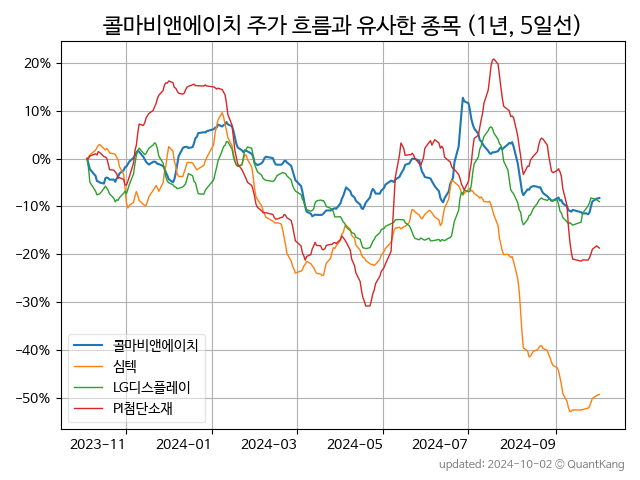 콜마비앤에이치 주가 흐름과 유사한 종목 (1년, 5일선)
20%
10%
0%
−10%
−20%
−30%
−40%
−50%
콜마비앤에이치
심텍
LG디스플레이
PI첨단소재
2023−11
2024−01
2024−03
2024−05
2024−07
2024−09
updated: 2024-10-02 © QuantKang